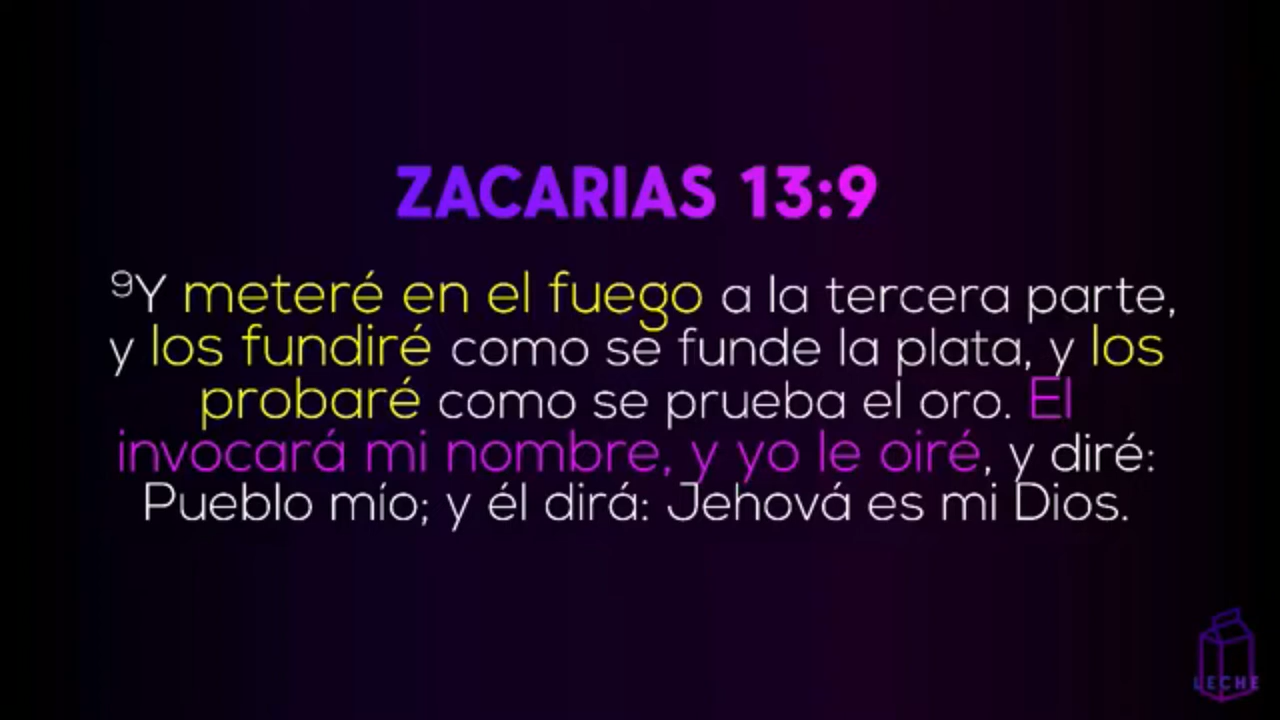 ZACARIAS 13:9
⁹Y meteré en el fuego a la tercera parte,
y los fundiré como se funde la plata, y los
probaré como se prueba el oro. El
invocará mi nombre, y yo le oiré, y diré:
Pueblo mío; y él dirá: Jehová es mi Dios.
LECHE